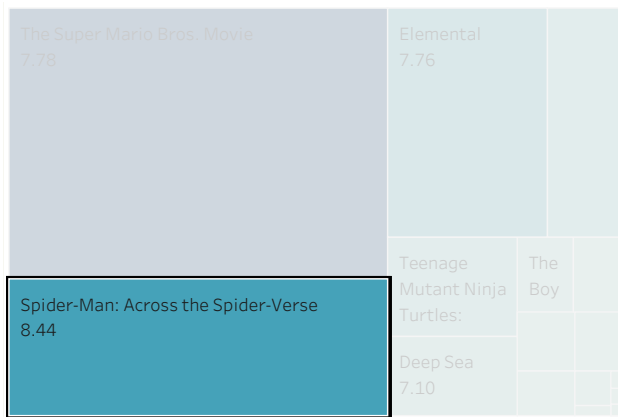 The Super Mario Bros. Movie
7.78
Elemental
7.76
Spider-Man: Across the Spider-Verse
8.44
Teenage
Mutant Ninja
Turtles:
The
Boy
Deep Sea
7.10